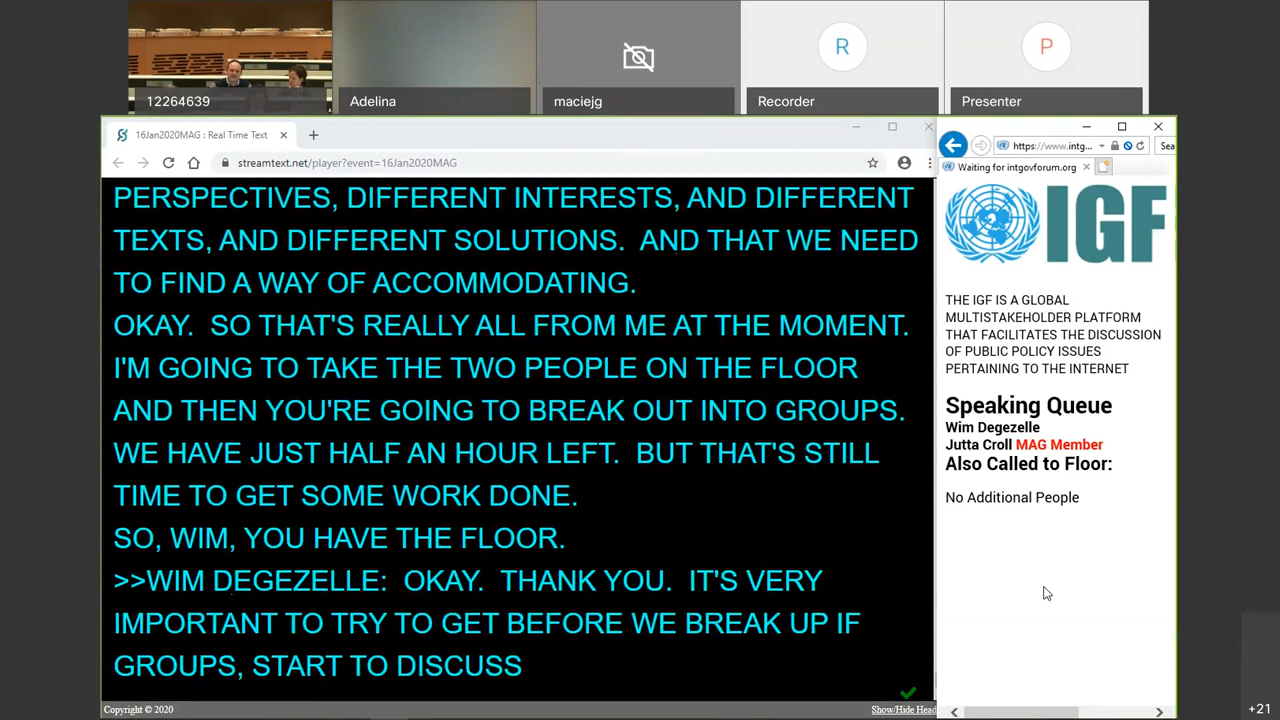 12264639
Adelina
maciejg
R
Recorder
P
Presenter
16Jan2020MAG : Real Time Text
streamtext.net/player?event=16Jan2020MAG
PERSPECTIVES, DIFFERENT INTERESTS, AND DIFFERENT
TEXTS, AND DIFFERENT SOLUTIONS.  AND THAT WE NEED
TO FIND A WAY OF ACCOMMODATING.
OKAY.  SO THAT'S REALLY ALL FROM ME AT THE MOMENT.
I'M GOING TO TAKE THE TWO PEOPLE ON THE FLOOR
AND THEN YOU'RE GOING TO BREAK OUT INTO GROUPS.
WE HAVE JUST HALF AN HOUR LEFT.  BUT THAT'S STILL
TIME TO GET SOME WORK DONE.
SO, WIM, YOU HAVE THE FLOOR.
>>WIM DEGEZELLE:  OKAY.  THANK YOU.  IT'S VERY
IMPORTANT TO TRY TO GET BEFORE WE BREAK UP IF
GROUPS, START TO DISCUSS
Copyright © 2020
Show/Hide Head
https://www.intg...
Sea
Waiting for intgovforum.org
IGF
THE IGF IS A GLOBAL
MULTISTAKEHOLDER PLATFORM
THAT FACILITATES THE DISCUSSION
OF PUBLIC POLICY ISSUES
PERTAINING TO THE INTERNET
Speaking Queue
Wim Degezelle
Jutta Croll MAG Member
Also Called to Floor:
No Additional People
+21